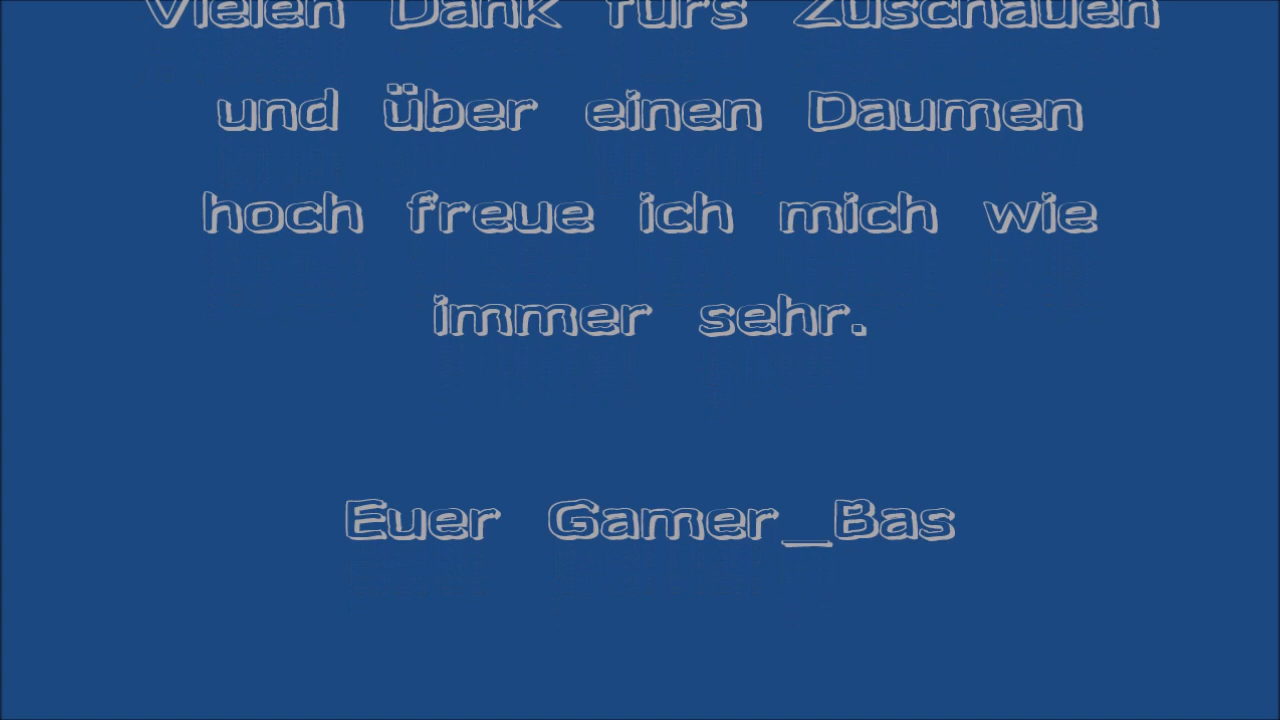 Vielen Dank fürs Zuschauen
und über einen Daumen
hoch freue ich mich wie
immer sehr.
Euer Gamer_Bas